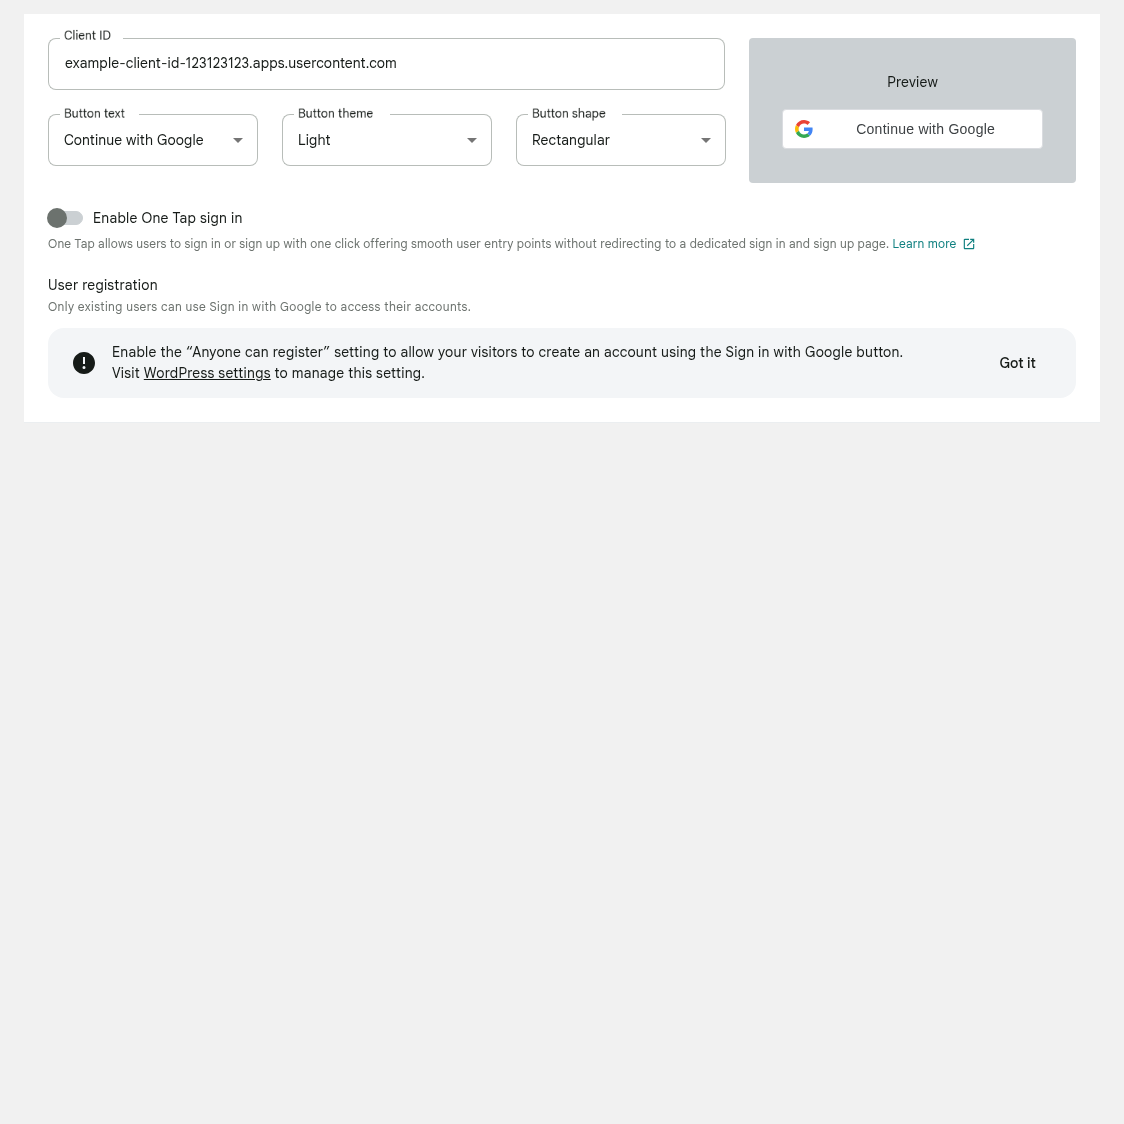 Client ID
example-client-id-123123123.apps.usercontent.com
Button text
Continue with Google
Button theme
Light
Button shape
Rectangular
Preview
Continue with Google
Enable One Tap sign in
One Tap allows users to sign in or sign up with one click offering smooth user entry points without redirecting to a dedicated sign in and sign up page. Learn more
User registration
Only existing users can use Sign in with Google to access their accounts.
Enable the “Anyone can register” setting to allow your visitors to create an account using the Sign in with Google button.
Visit WordPress settings to manage this setting.
Got it